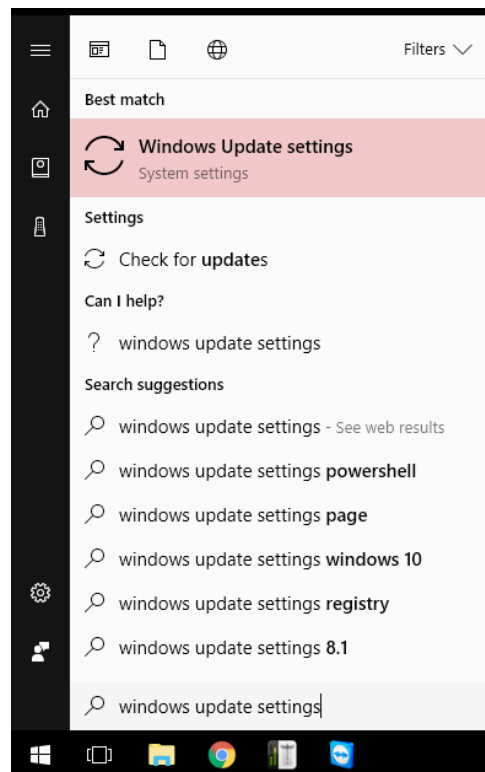 Filters
Best match
Windows Update settings
System settings
Settings
Check for updates
Can I help?
windows update settings
Search suggestions
windows update settings - See web results
windows update settings powershell
windows update settings page
windows update settings windows 10
windows update settings registry
windows update settings 8.1
windows update settings